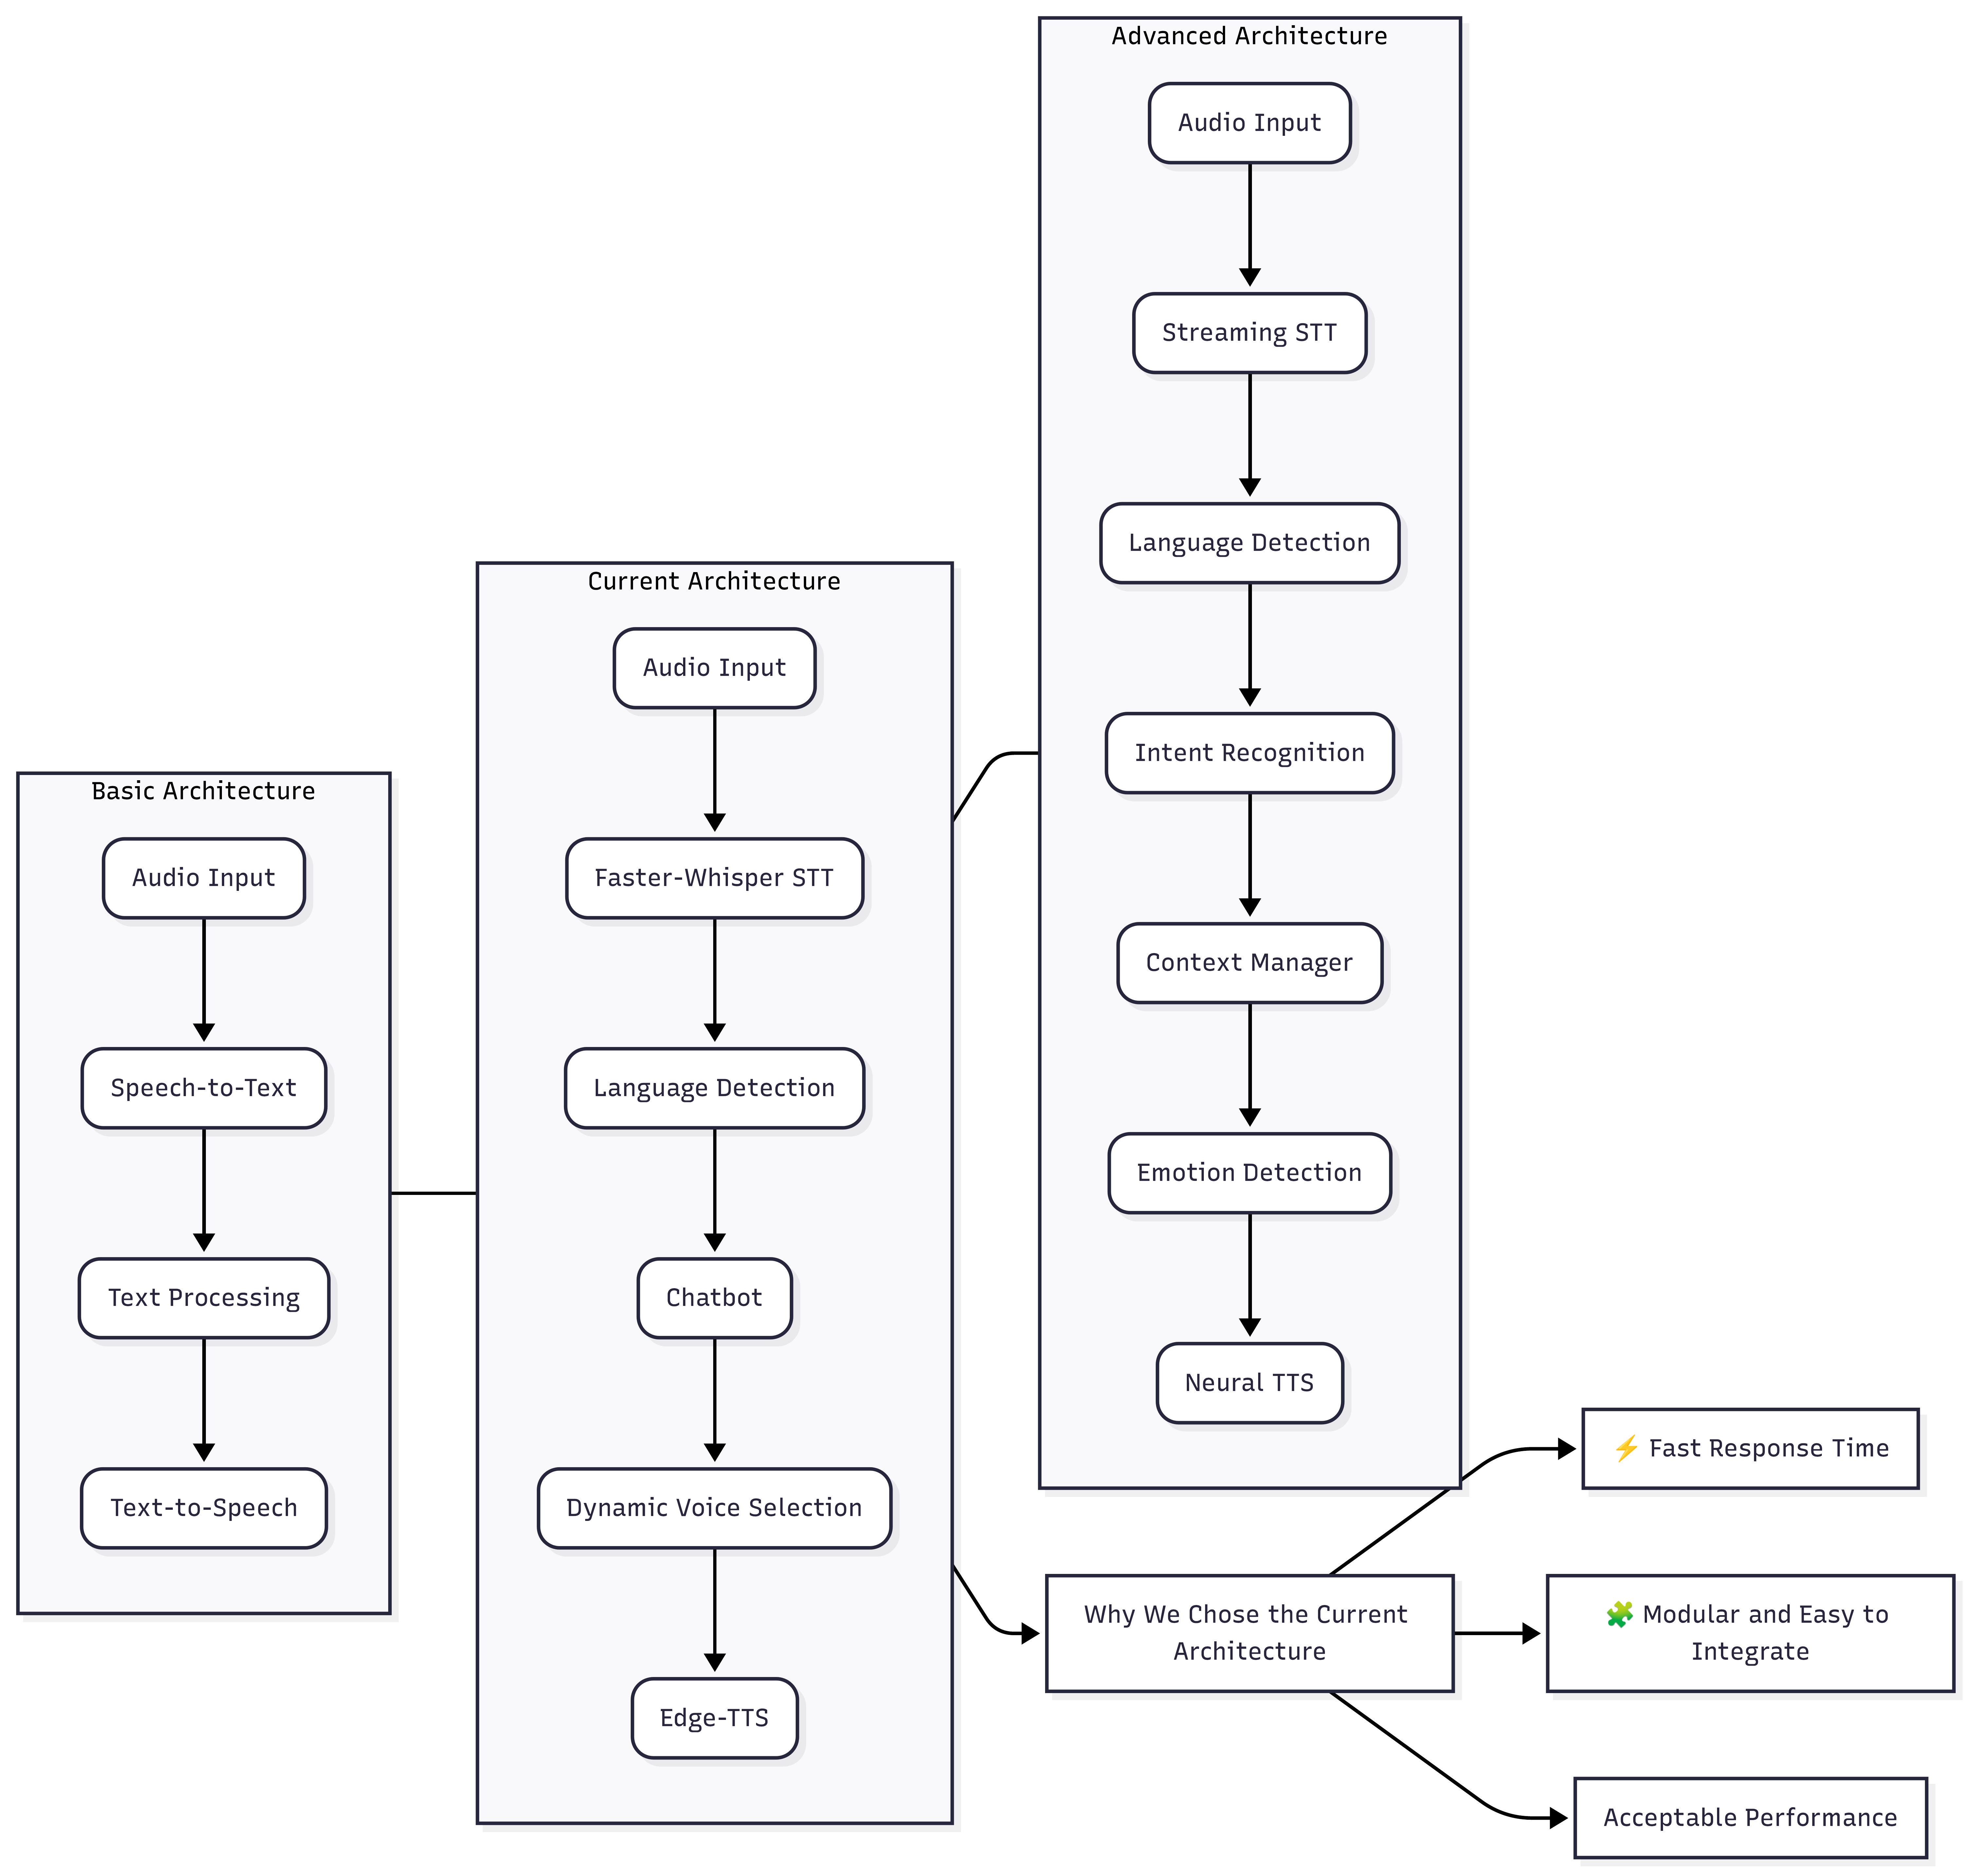 Basic Architecture
Audio Input
Speech-to-Text
Text Processing
Text-to-Speech
Current Architecture
Audio Input
Faster-Whisper STT
Language Detection
Chatbot
Dynamic Voice Selection
Edge-TTS
Advanced Architecture
Audio Input
Streaming STT
Language Detection
Intent Recognition
Context Manager
Emotion Detection
Neural TTS
Why We Chose the Current
Architecture
⚡ Fast Response Time
🧩 Modular and Easy to
Integrate
Acceptable Performance